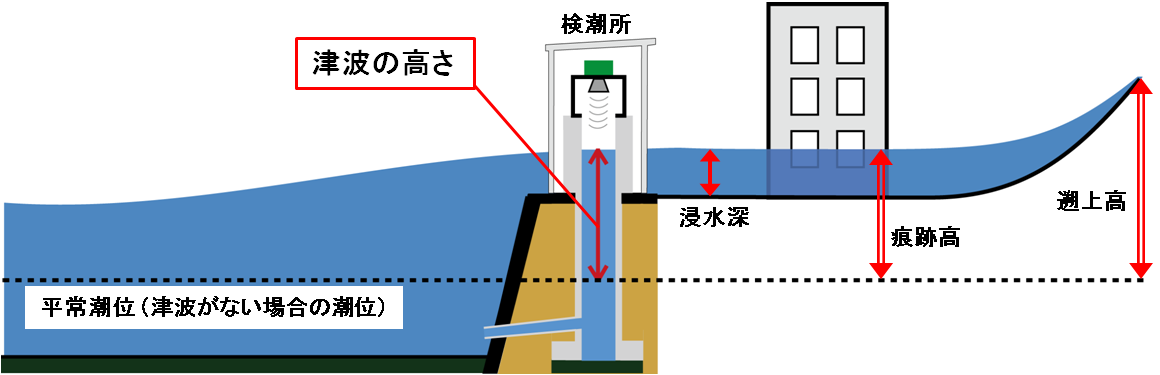 検潮所
津波の高さ
浸水深
痕跡高
遡上高
平常潮位（津波がない場合の潮位）